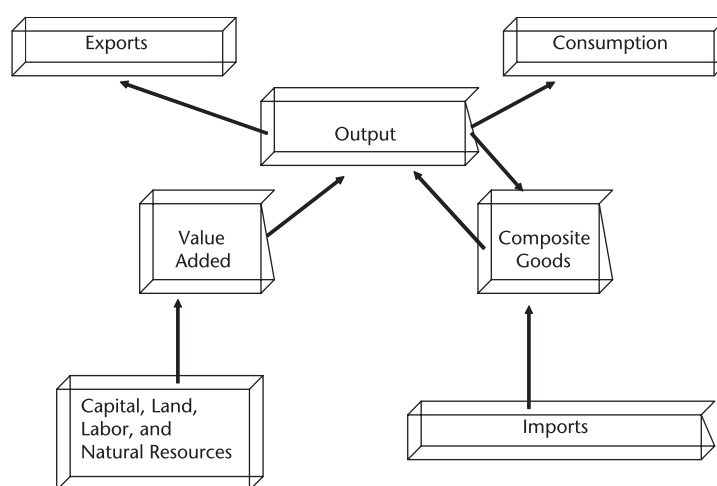 Exports
Consumption
Output
Value
Added
Composite
Goods
Capital, Land,
Labor, and
Natural Resources
Imports